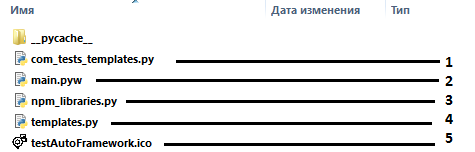 Имя Дата изменения Тип
__pycache__
com_tests_templates.py 1
main.pyw 2
npm_libraries.py 3
templates.py 4
testAutoFramework.ico 5